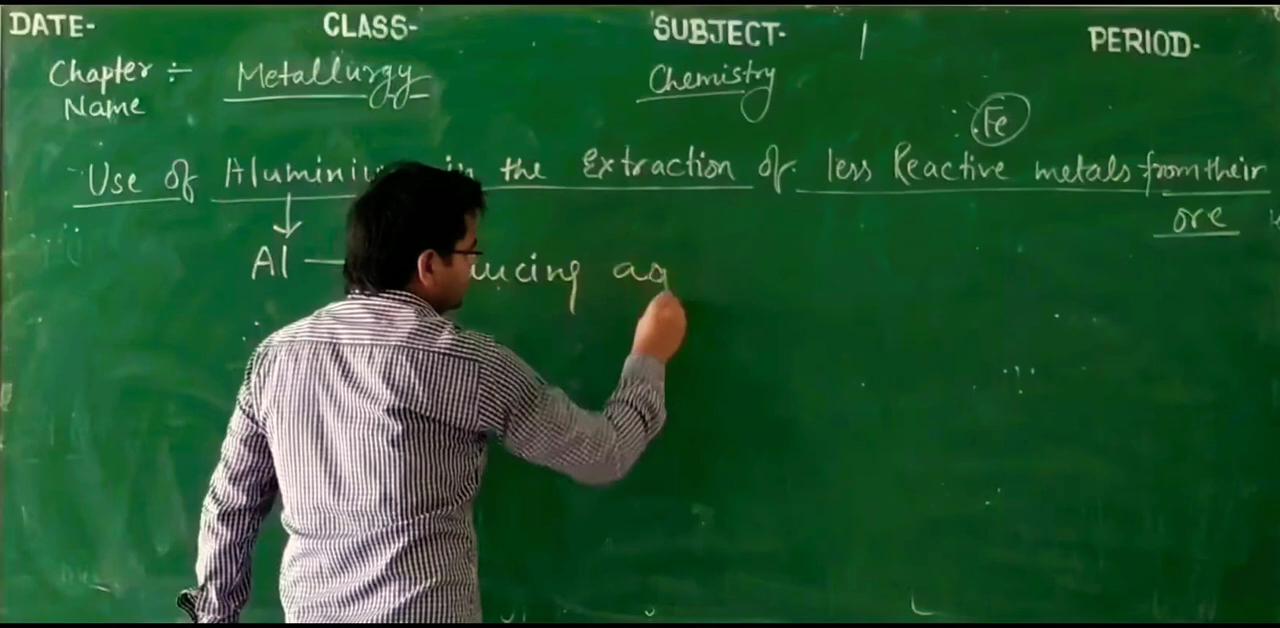 DATE- CLASS- SUBJECT- PERIOD-
Chapter ÷ Metallurgy Chemistry
Name
:. Fe
Use of in the Extraction of less Reactive metals from their
ore
Al —